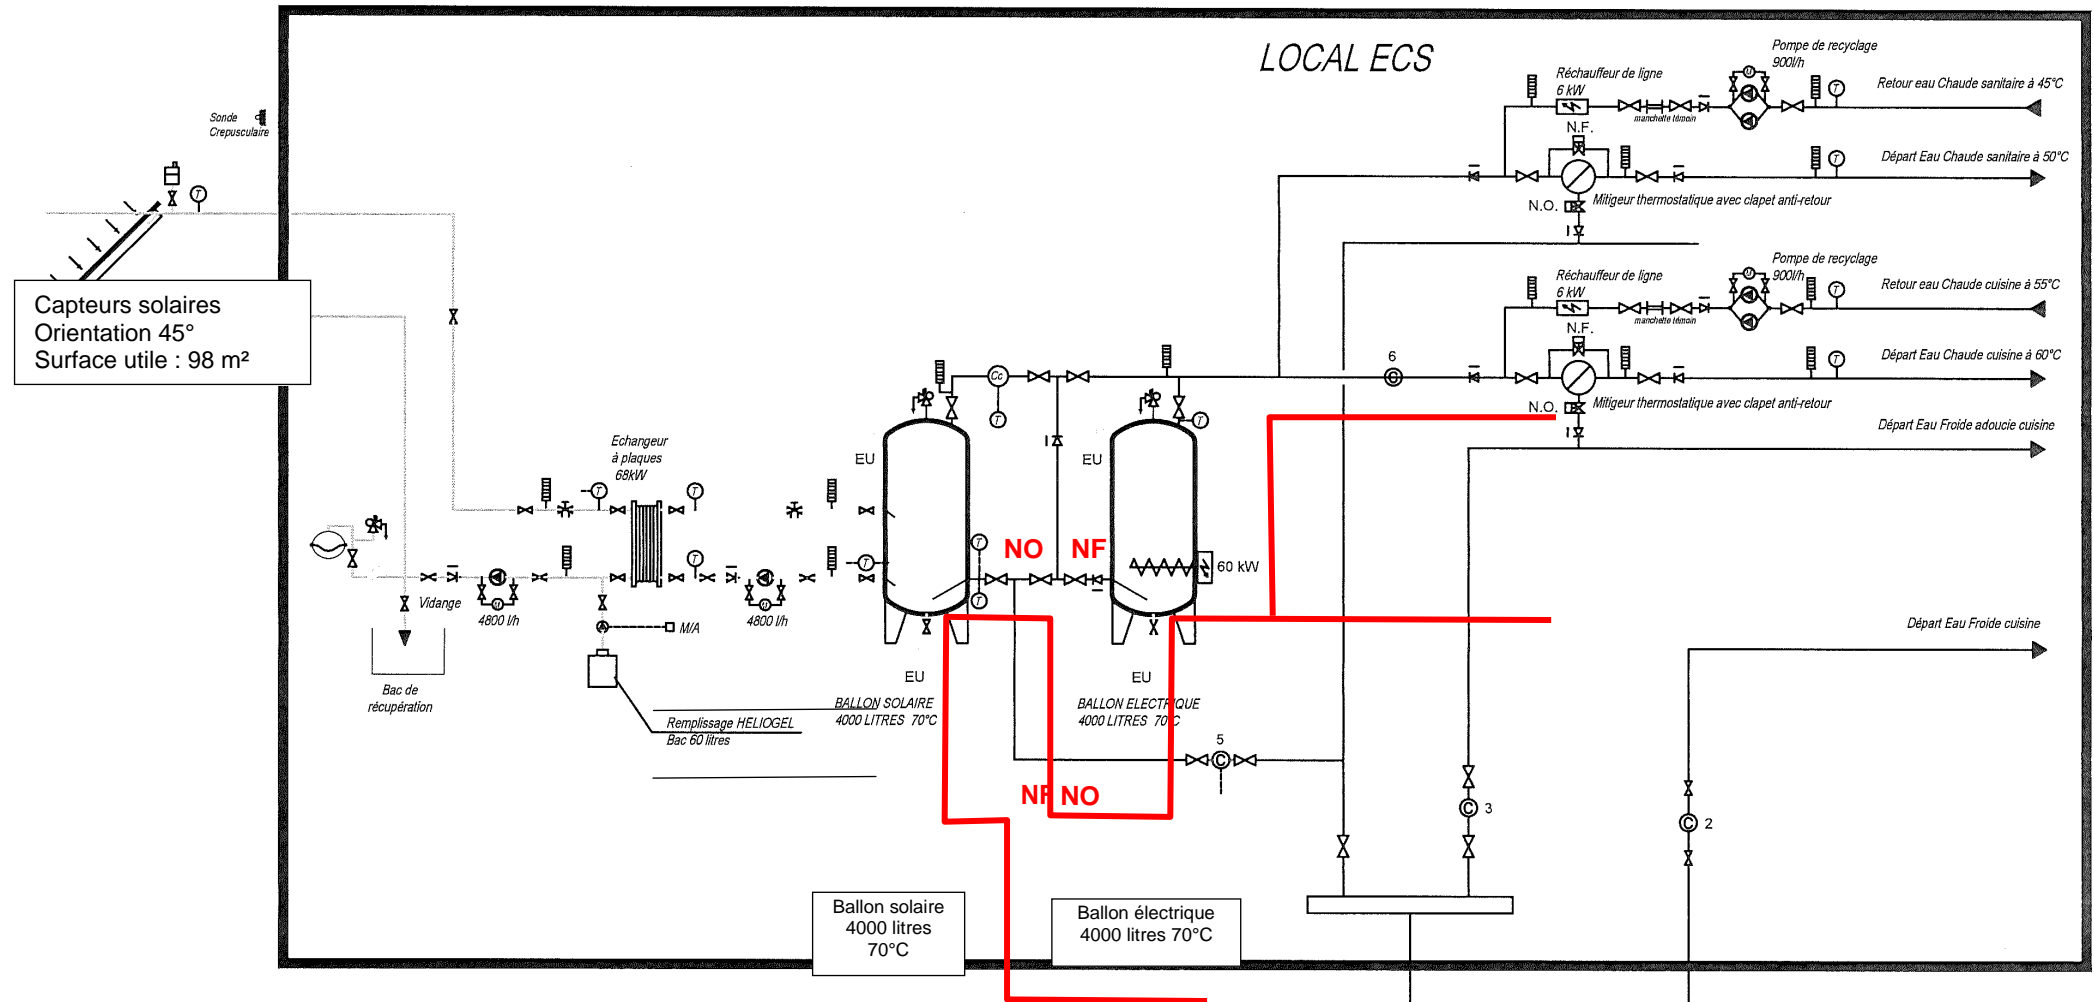 LOCAL ECS
Pompe de recyclage
900l/h
Réchauffeur de ligne
6 kW
Retour eau Chaude sanitaire à 45°C
manchette témoin
N.F.
Sonde
Crepusculaire
T
Départ Eau Chaude sanitaire à 50°C
N.O.
Mitigeur thermostatique avec clapet anti-retour
Pompe de recyclage
900l/h
Réchauffeur de ligne
6 kW
Retour eau Chaude cuisine à 55°C
manchette témoin
N.F.
Capteurs solaires
Orientation 45°
Surface utile : 98 m²
6
Départ Eau Chaude cuisine à 60°C
Cc
T
N.O.
Mitigeur thermostatique avec clapet anti-retour
Départ Eau Froide adoucie cuisine
Echangeur
à plaques
68kW
EU
EU
T
T
NO
NF
60 kW
Vidange
4800 l/h
4800 l/h
M/A
Départ Eau Froide cuisine
EU
EU
Bac de
récupération
BALLON SOLAIRE
4000 LITRES 70°C
BALLON ELECTRIQUE
4000 LITRES 70°C
Remplissage HELIOGEL
Bac 60 litres
5
C
NF
NO
C
3
C
2
Ballon solaire
4000 litres
70°C
Ballon électrique
4000 litres 70°C